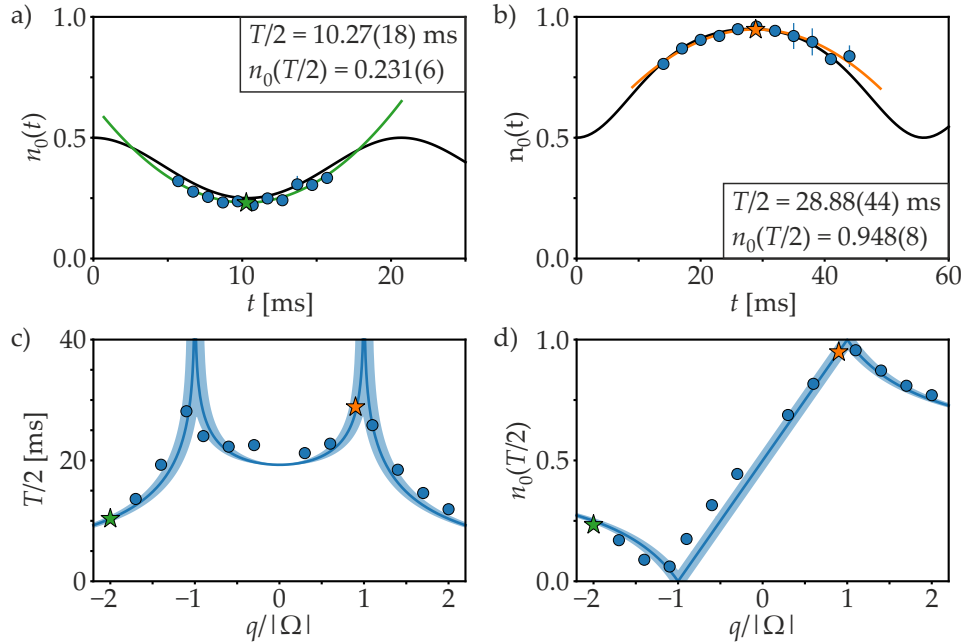 a)
1.0
0.5
0.0
n₀(t)
T/2 = 10.27(18) ms
n₀(T/2) = 0.231(6)
0
10
20
t [ms]
b)
1.0
0.5
0.0
n₀(t)
T/2 = 28.88(44) ms
n₀(T/2) = 0.948(8)
0
20
40
60
t [ms]
c)
40
20
0
T/2 [ms]
−2
−1
0
1
2
q/|Ω|
d)
1.0
0.5
0.0
n₀(T/2)
−2
−1
0
1
2
q/|Ω|